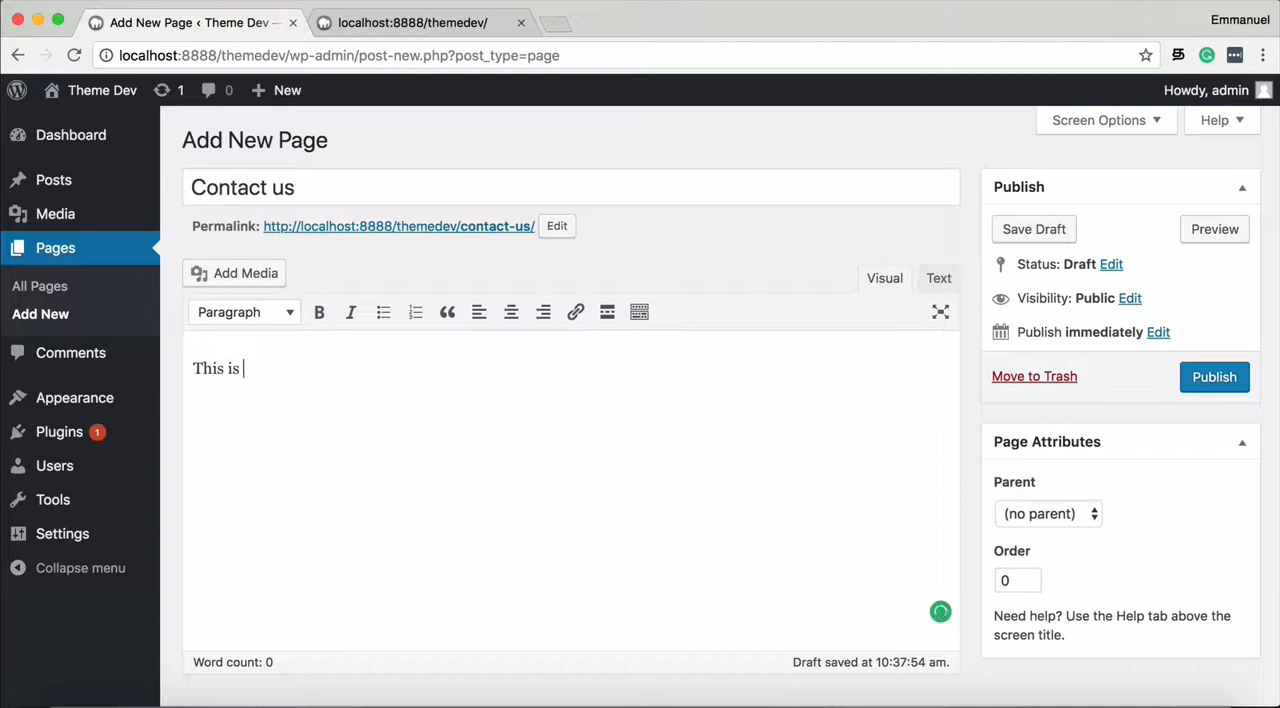 Add New Page ‹ Theme Dev —
localhost:8888/themedev/
Emmanuel
localhost:8888/themedev/wp-admin/post-new.php?post_type=page
Theme Dev 1 0 New
Howdy, admin
Dashboard
Posts
Media
Pages
All Pages
Add New
Comments
Appearance
Plugins 1
Users
Tools
Settings
Collapse menu
Screen Options
Help
Add New Page
Contact us
Permalink: http://localhost:8888/themedev/contact-us/ Edit
Add Media
Visual
Text
Paragraph
This is
Word count: 0
Draft saved at 10:37:54 am.
Publish
Save Draft
Preview
Status: Draft Edit
Visibility: Public Edit
Publish immediately Edit
Move to Trash
Publish
Page Attributes
Parent
(no parent)
Order
0
Need help? Use the Help tab above the
screen title.